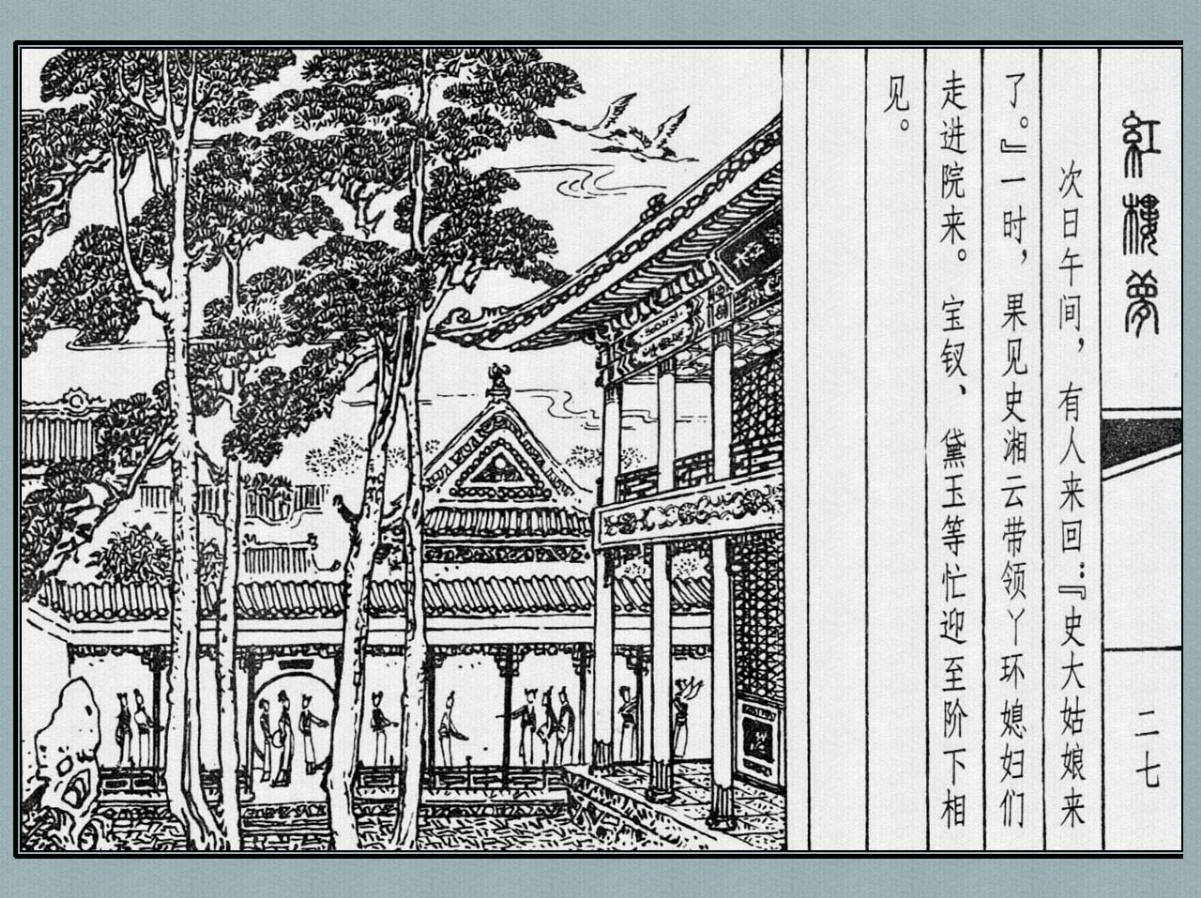 红楼梦
二七
次日午间，有人来回：『史大姑娘来
了。』一时，果见史湘云带领丫环媳妇们
走进院来。宝钗、黛玉等忙迎至阶下相
见。